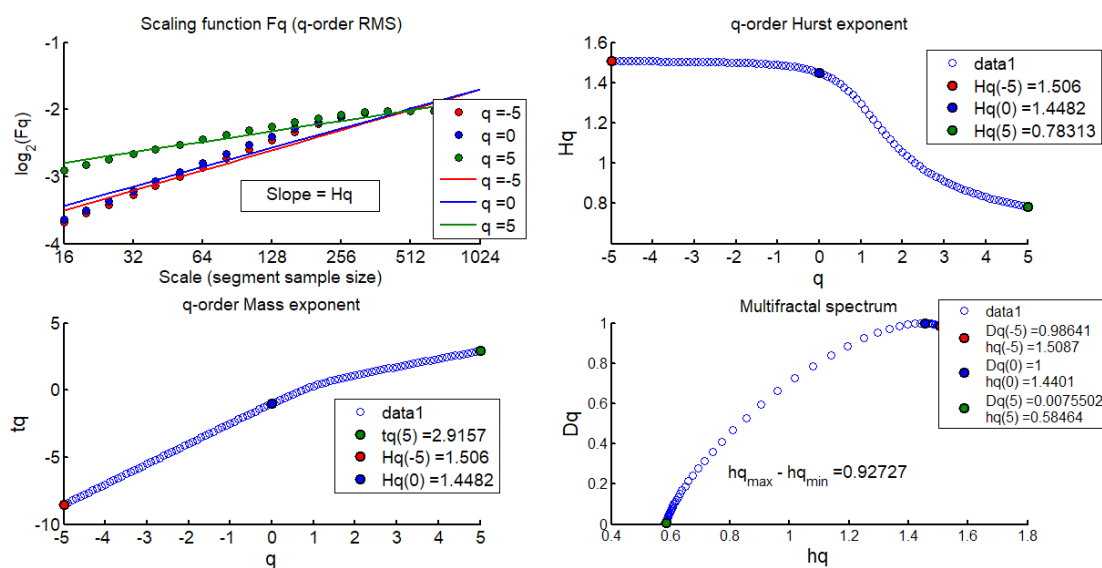 Scaling function Fq (q-order RMS)
-1
-2
-3
-4
log2(Fq)
16
32
64
128
256
512
1024
Scale (segment sample size)
Slope = Hq
q =-5
q =0
q =5
q =-5
q =0
q =5
q-order Hurst exponent
1.6
1.4
1.2
1
0.8
Hq
-5
-4
-3
-2
-1
0
1
2
3
4
5
q
data1
Hq(-5) =1.506
Hq(0) =1.4482
Hq(5) =0.78313
q-order Mass exponent
5
0
-5
-10
tq
-5
-4
-3
-2
-1
0
1
2
3
4
5
q
data1
tq(5) =2.9157
Hq(-5) =1.506
Hq(0) =1.4482
Multifractal spectrum
1
0.8
0.6
0.4
0.2
0
Dq
0.4
0.6
0.8
1
1.2
1.4
1.6
1.8
hq
hqmax - hqmin =0.92727
data1
Dq(-5) =0.98641
hq(-5) =1.5087
Dq(0) =1
hq(0) =1.4401
Dq(5) =0.0075502
hq(5) =0.58464